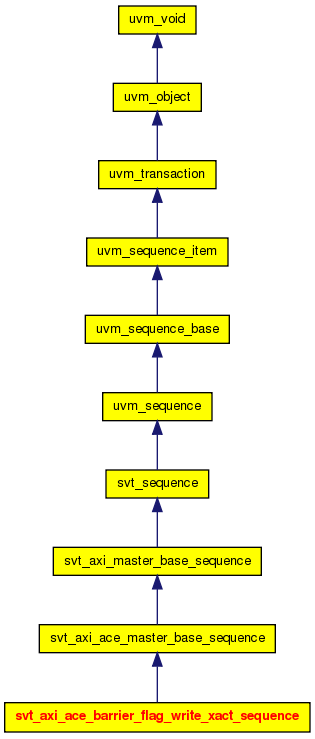 uvm_void
uvm_object
uvm_transaction
uvm_sequence_item
uvm_sequence_base
uvm_sequence
svt_sequence
svt_axi_master_base_sequence
svt_axi_ace_master_base_sequence
svt_axi_ace_barrier_flag_write_xact_sequence